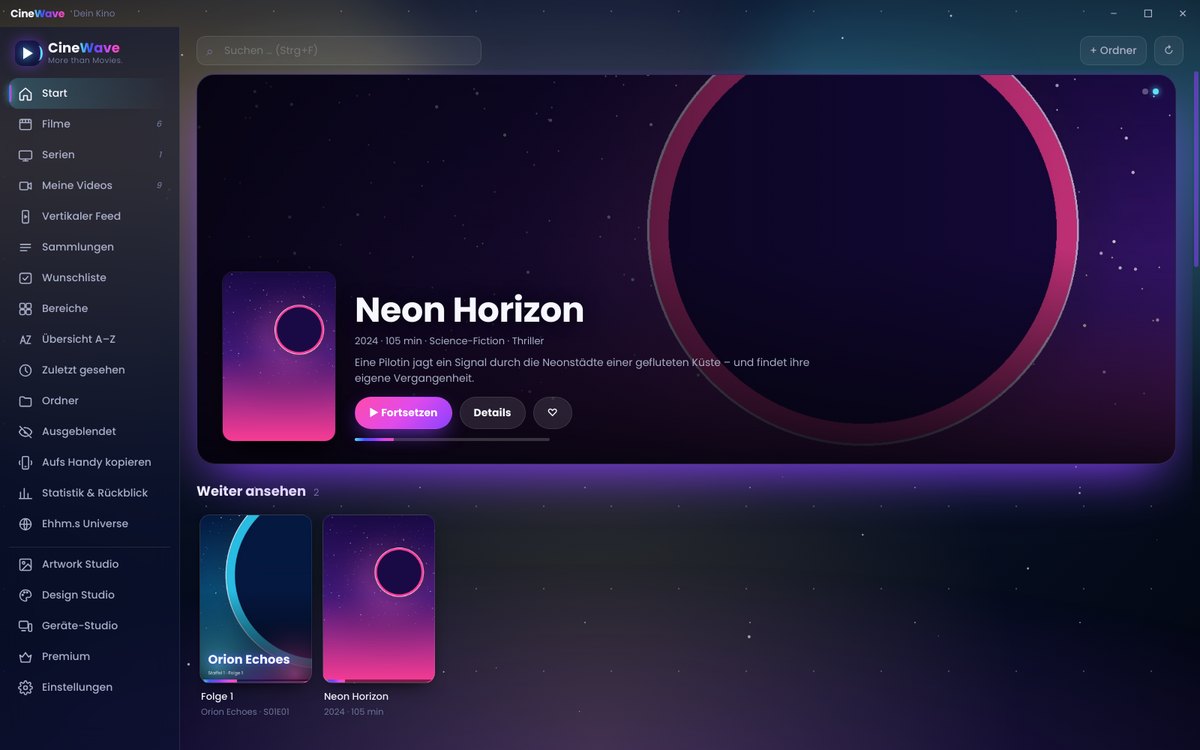 CineWave Dein Kino
CineWave
More than Movies.
Suchen … (Strg+F)
+ Ordner
Start
Filme 6
Serien 1
Meine Videos 9
Vertikaler Feed
Sammlungen
Wunschliste
Bereiche
AZ Übersicht A–Z
Zuletzt gesehen
Ordner
Ausgeblendet
Aufs Handy kopieren
Statistik & Rückblick
Ehhm.s Universe
Artwork Studio
Design Studio
Geräte-Studio
Premium
Einstellungen
Neon Horizon
2024 · 105 min · Science-Fiction · Thriller
Eine Pilotin jagt ein Signal durch die Neonstädte einer gefluteten Küste – und findet ihre
eigene Vergangenheit.
Fortsetzen
Details
Weiter ansehen 2
Orion Echoes
Staffel 1 · Folge 1
Folge 1
Orion Echoes · S01E01
Neon Horizon
2024 · 105 min